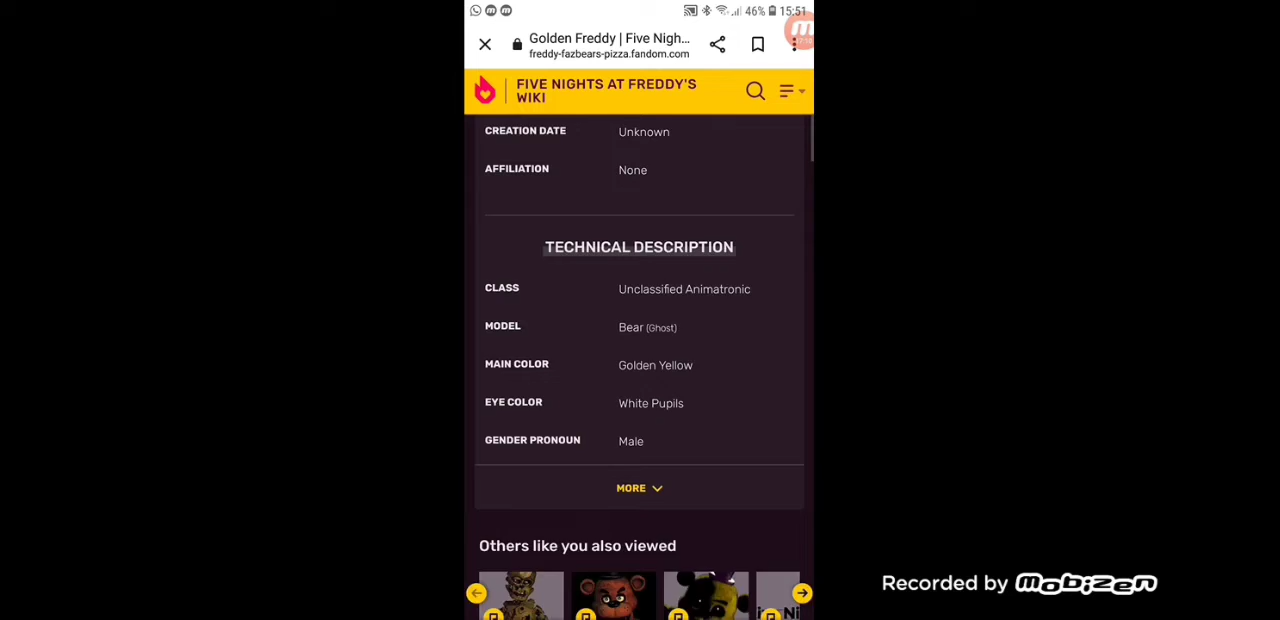 46% 15:51
Golden Freddy | Five Nigh...
freddy-fazbears-pizza.fandom.com
FIVE NIGHTS AT FREDDY'S
WIKI
CREATION DATE Unknown
AFFILIATION None
TECHNICAL DESCRIPTION
CLASS Unclassified Animatronic
MODEL Bear (Ghost)
MAIN COLOR Golden Yellow
EYE COLOR White Pupils
GENDER PRONOUN Male
MORE
Others like you also viewed
Recorded by mobizen